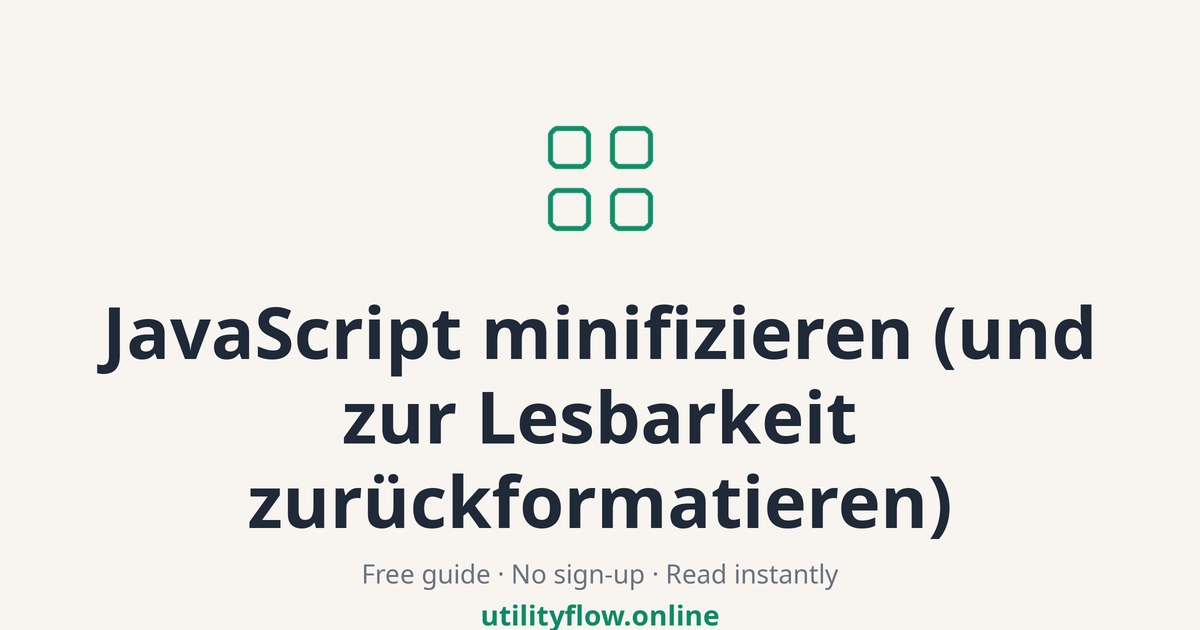 JavaScript minifizieren (und
zur Lesbarkeit
zurückformatieren)
Free guide · No sign-up · Read instantly
utilityflow.online